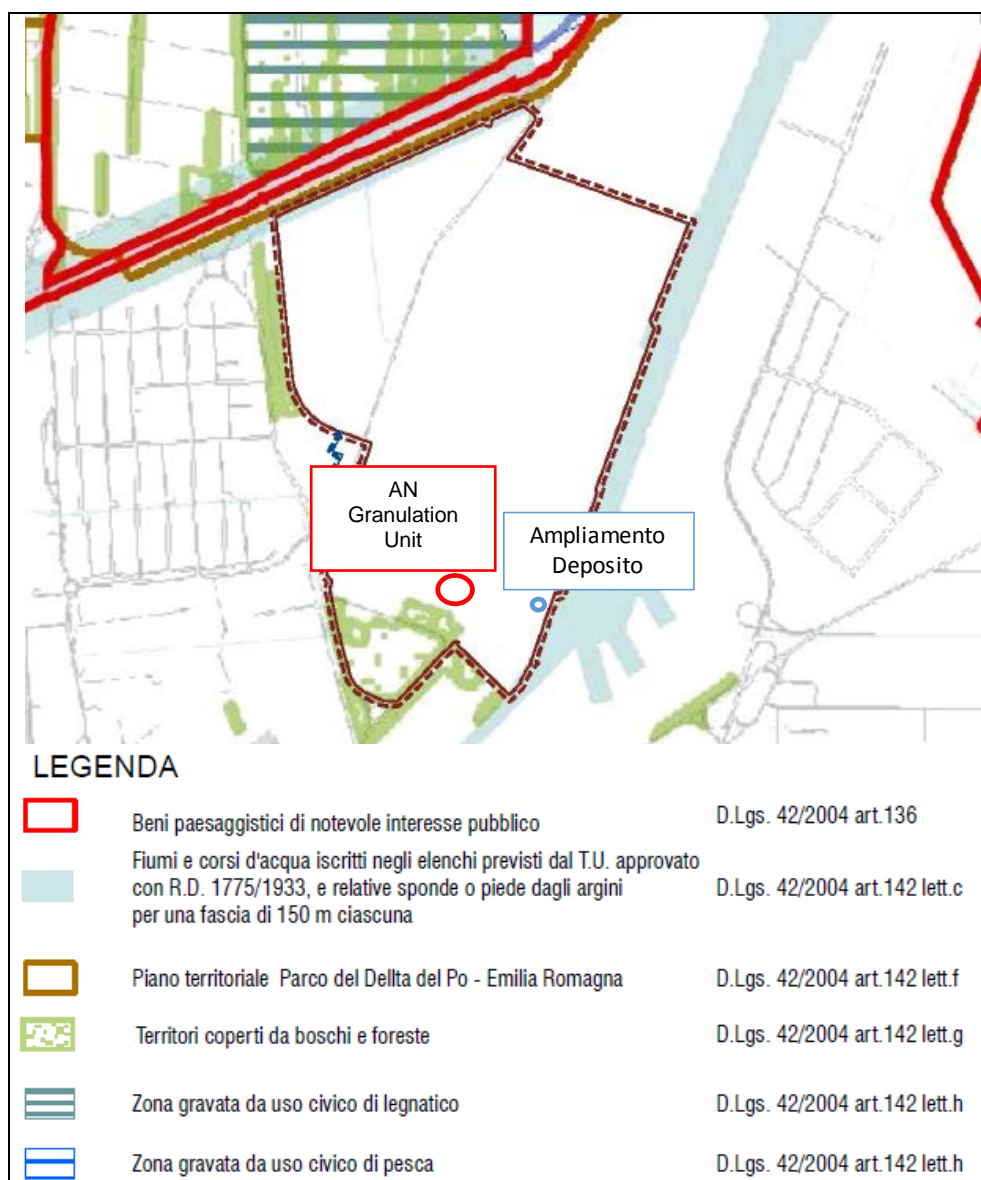 AN
Granulation
Unit
Ampliamento
Deposito
LEGENDA
Beni paesaggistici di notevole interesse pubblico D.Lgs. 42/2004 art.136
Fiumi e corsi d'acqua iscritti negli elenchi previsti dal T.U. approvato
con R.D. 1775/1933, e relative sponde o piede dagli argini D.Lgs. 42/2004 art.142 lett.c
per una fascia di 150 m ciascuna
Piano territoriale Parco del Dellta del Po - Emilia Romagna D.Lgs. 42/2004 art.142 lett.f
Territori coperti da boschi e foreste D.Lgs. 42/2004 art.142 lett.g
Zona gravata da uso civico di legnatico D.Lgs. 42/2004 art.142 lett.h
Zona gravata da uso civico di pesca D.Lgs. 42/2004 art.142 lett.h